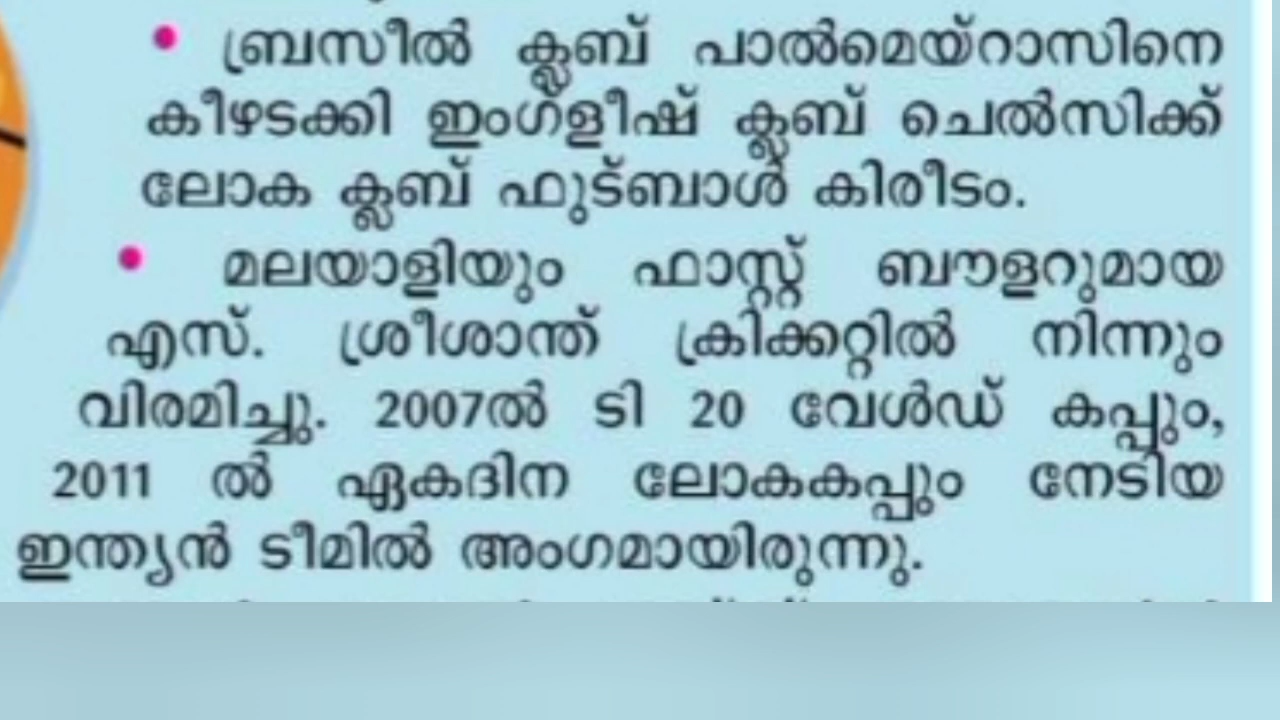 • ബ്രസീൽ ക്ലബ് പാൽമെയ്റാസിനെ
കീഴടക്കി ഇംഗ്ളീഷ് ക്ലബ് ചെൽസിക്ക്
ലോക ക്ലബ് ഫുട്ബാൾ കിരീടം.
• മലയാളിയും ഫാസ്റ്റ് ബൗളറുമായ
എസ്. ശ്രീശാന്ത് ക്രിക്കറ്റിൽ നിന്നും
വിരമിച്ചു. 2007ൽ ടി 20 വേൾഡ് കപ്പും,
2011 ൽ ഏകദിന ലോകകപ്പും നേടിയ
ഇന്ത്യൻ ടീമിൽ അംഗമായിരുന്നു.